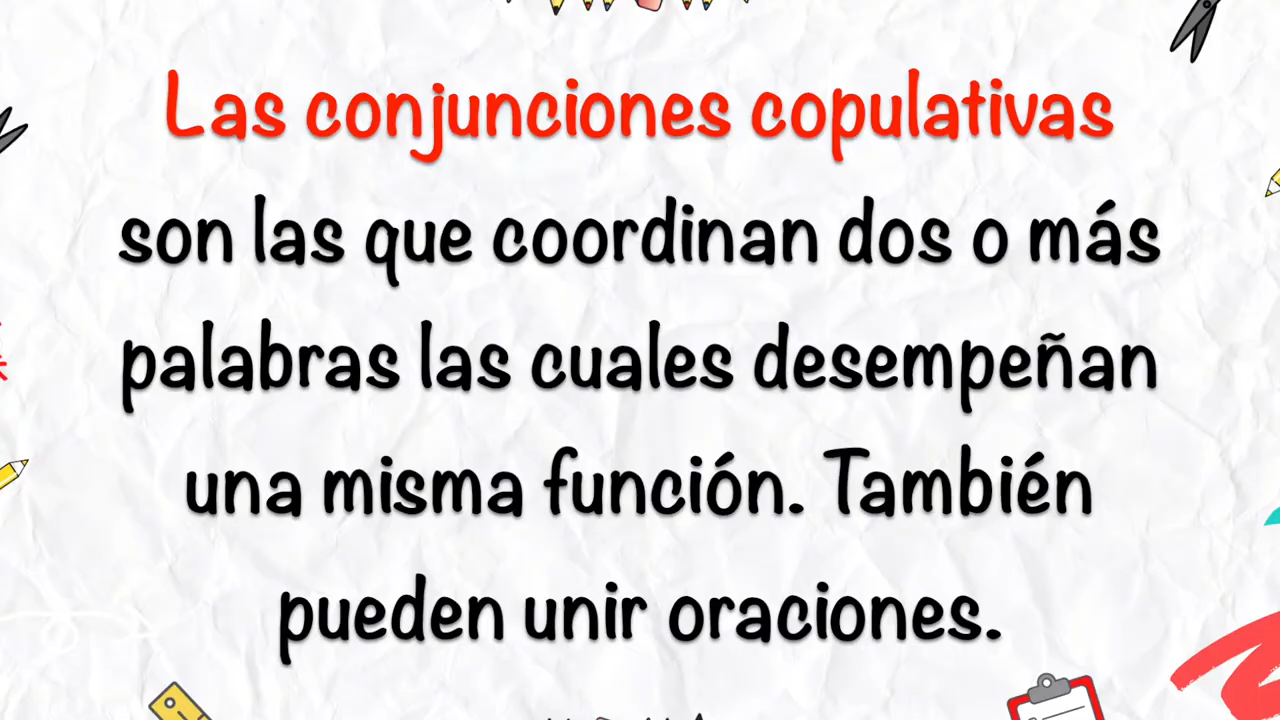 Las conjunciones copulativas
son las que coordinan dos o más
palabras las cuales desempeñan
una misma función. También
pueden unir oraciones.